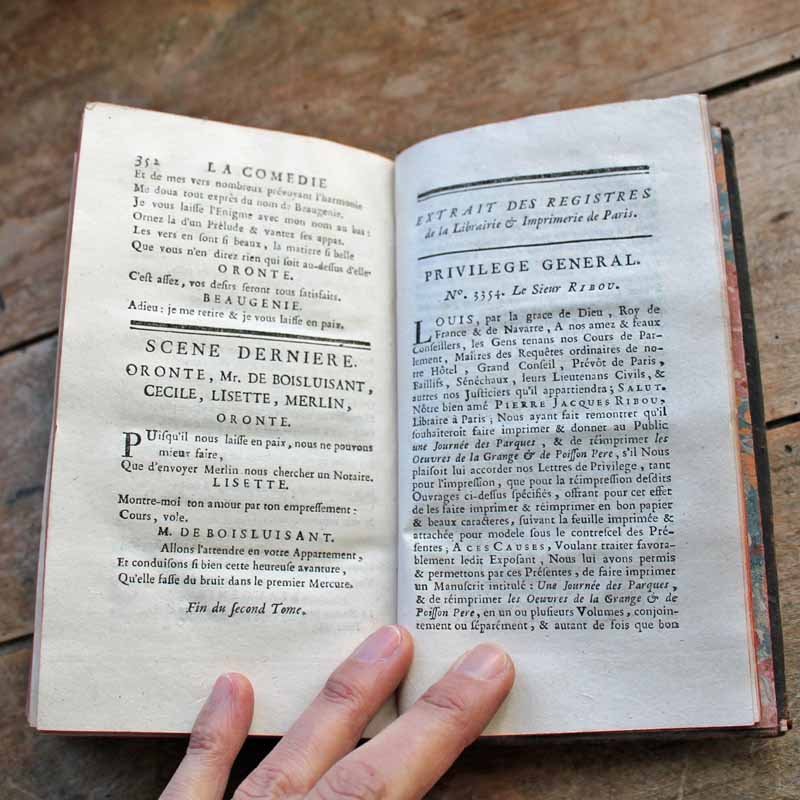 352 LA COMEDIE
Et de mes vers nombreux prévoyant l'harmonie
Me doua tout exprès du nom de Beaugenie.
Je vous laisse l'Enigme avec mon nom au bas:
Ornez là d'un Prélude & vantez ses appas.
Les vers en sont si beaux, la matiere si belle
Que vous n'en direz rien qui soit au-dessus d'elle.
ORONTE.
C'est assez, vos desirs seront tous satisfaits.
BEAUGENIE.
Adieu: je me retire & je vous laisse en paix.
SCENE DERNIERE.
ORONTE, Mr. DE BOISLUISANT,
CECILE, LISETTE, MERLIN,
ORONTE.
PUisqu'il nous laisse en paix, nous ne pouvons
mieux faire,
Que d'envoyer Merlin nous chercher un Notaire.
LISETTE.
Montre-moi ton amour par ton empressement:
Cours, vole.
M. DE BOISLUISANT.
Allons l'attendre en votre Appartement,
Et conduisons si bien cette heureuse avanture,
Qu'elle fasse du bruit dans le premier Mercure.
Fin du second Tome.
EXTRAIT DES REGISTRES
de la Librairie & Imprimerie de Paris.
PRIVILEGE GENERAL.
No. 3354. Le Sieur RIBOU.
LOUIS, par la grace de Dieu, Roy de
France & de Navarre, A nos amez & feaux
Conseillers, les Gens tenans nos Cours de Par-
lement, Maîtres des Requêtes ordinaires de no-
tre Hôtel, Grand Conseil, Prévôt de Paris,
Baillifs, Sénéchaux, leurs Lieutenans Civils, &
autres nos Justiciers qu'il appartiendra; SALUT.
Nôtre bien amé PIERRE JACQUES RIBOU,
Libraire à Paris; Nous ayant fait remontrer qu'il
souhaiteroit faire imprimer & donner au Public
une Journée des Parques, & de réimprimer les
Oeuvres de la Grange & de Poisson Pere, s'il Nous
plaisoit lui accorder nos Lettres de Privilege, tant
pour l'impression, que pour la réimpression desdits
Ouvrages ci-dessus spécifiés, offrant pour cet effet
de les faire imprimer & réimprimer en bon papier
& beaux caracteres, suivant la feuille imprimée &
attachée pour modele sous le contrescel des Pré-
sentes; A CES CAUSES, Voulant traiter favora-
blement ledit Exposant, Nous lui avons permis
& permettons par ces Présentes, de faire imprimer
un Manuscrit intitulé: Une Journée des Parques,
& de réimprimer les Oeuvres de la Grange & de
Poisson Pere, en un ou plusieurs Volumes, conjoin-
tement ou séparément, & autant de fois que bon